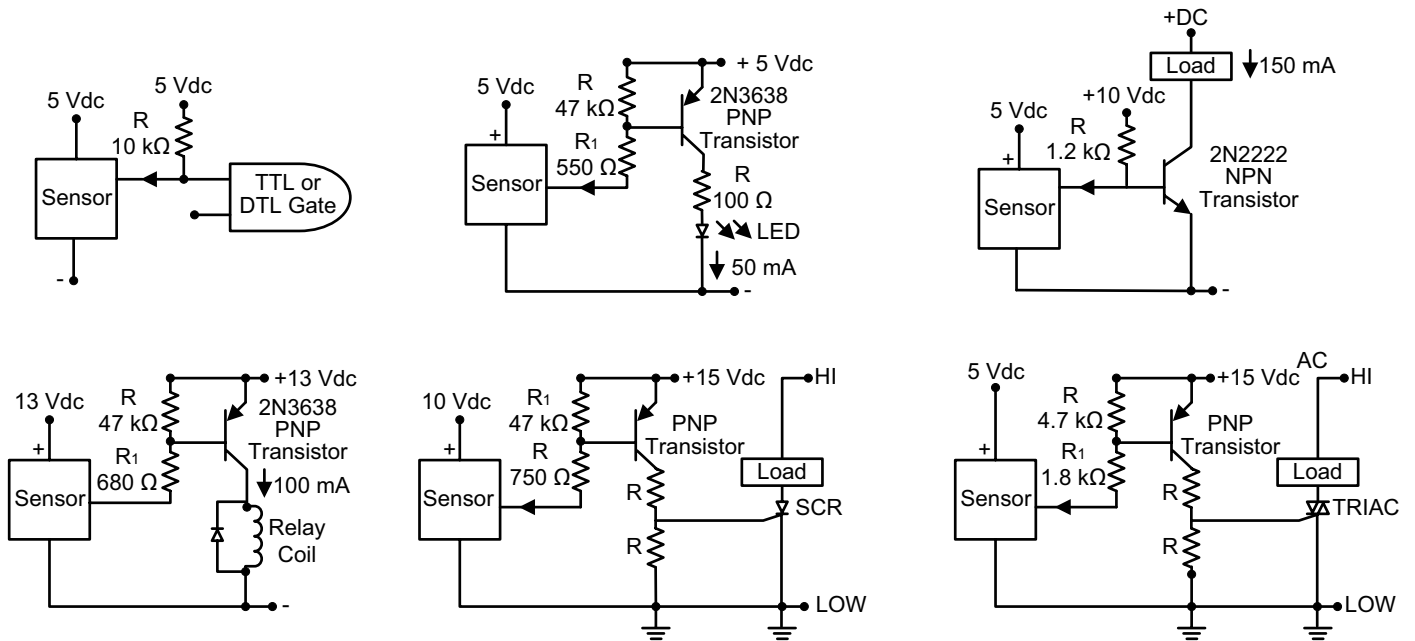 5 Vdc
5 Vdc
R
10 kΩ
Sensor
TTL or
DTL Gate
-
5 Vdc
+
Sensor
+ 5 Vdc
R
47 kΩ
R1
550 Ω
2N3638
PNP
Transistor
R
100 Ω
LED
50 mA
-
+DC
Load
150 mA
5 Vdc
+
Sensor
+10 Vdc
R
1.2 kΩ
2N2222
NPN
Transistor
-
13 Vdc
+
Sensor
+13 Vdc
R
47 kΩ
R1
680 Ω
2N3638
PNP
Transistor
100 mA
Relay
Coil
-
10 Vdc
+
Sensor
+15 Vdc
R1
47 kΩ
R
750 Ω
PNP
Transistor
R
R
HI
Load
SCR
LOW
5 Vdc
+
Sensor
+15 Vdc
R
4.7 kΩ
R1
1.8 kΩ
PNP
Transistor
R
R
AC
HI
Load
TRIAC
LOW